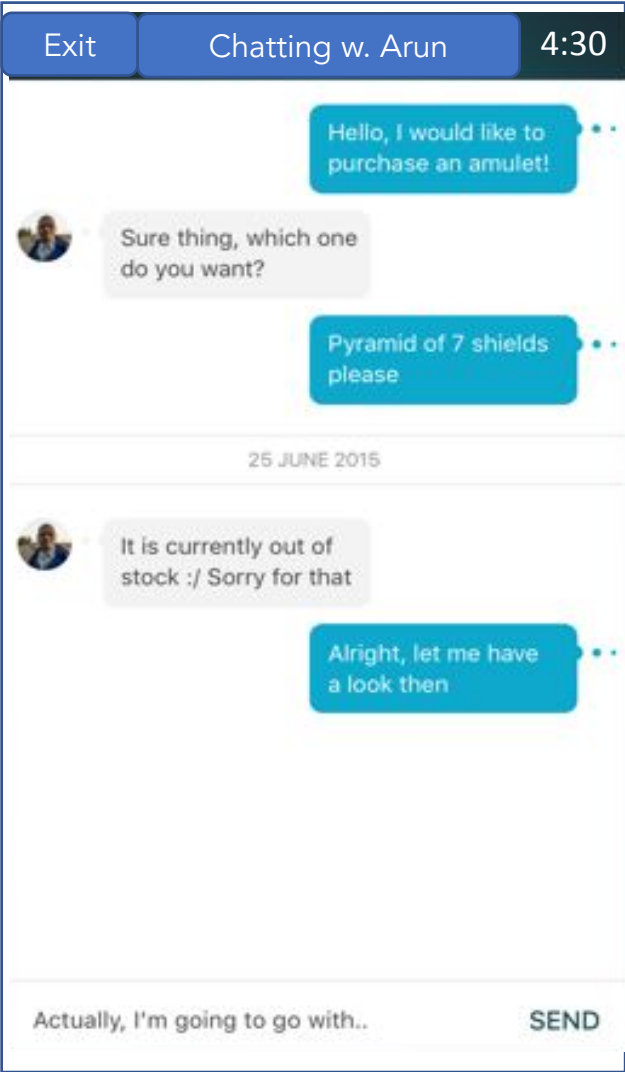 Exit
Chatting w. Arun
4:30
Hello, I would like to
purchase an amulet!
Sure thing, which one
do you want?
Pyramid of 7 shields
please
25 JUNE 2015
It is currently out of
stock :/ Sorry for that
Alright, let me have
a look then
Actually, I'm going to go with..
SEND